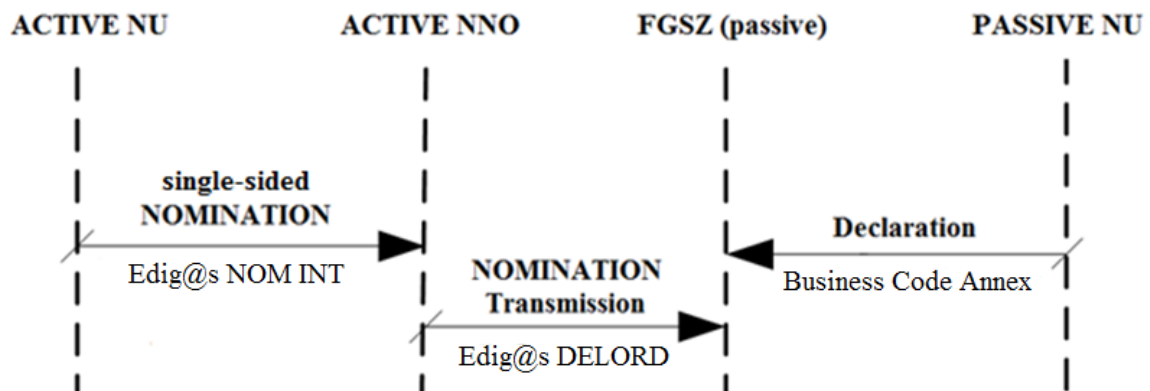 ACTIVE NU ACTIVE NNO FGSZ (passive) PASSIVE NU
single-sided
NOMINATION
Edig@s NOM INT
Declaration
Business Code Annex
NOMINATION
Transmission
Edig@s DELORD